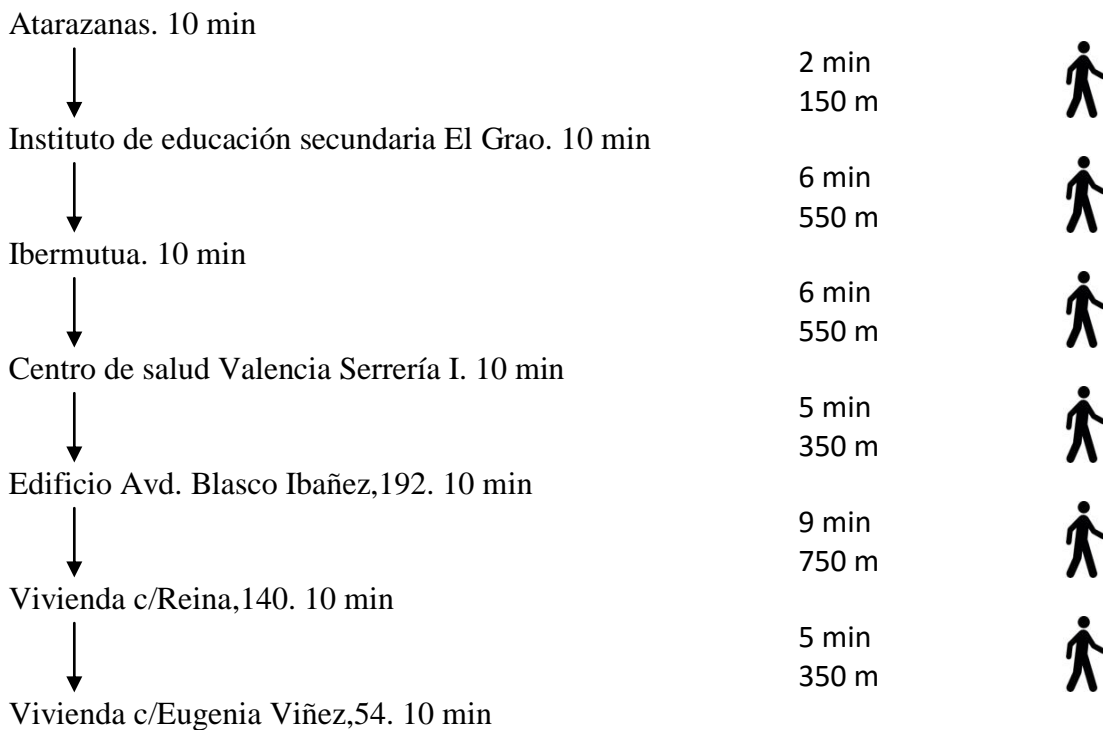 Atarazanas. 10 min
2 min
150 m
Instituto de educación secundaria El Grao. 10 min
6 min
550 m
Ibermutua. 10 min
6 min
550 m
Centro de salud Valencia Serrería I. 10 min
5 min
350 m
Edificio Avd. Blasco Ibañez,192. 10 min
9 min
750 m
Vivienda c/Reina,140. 10 min
5 min
350 m
Vivienda c/Eugenia Viñez,54. 10 min